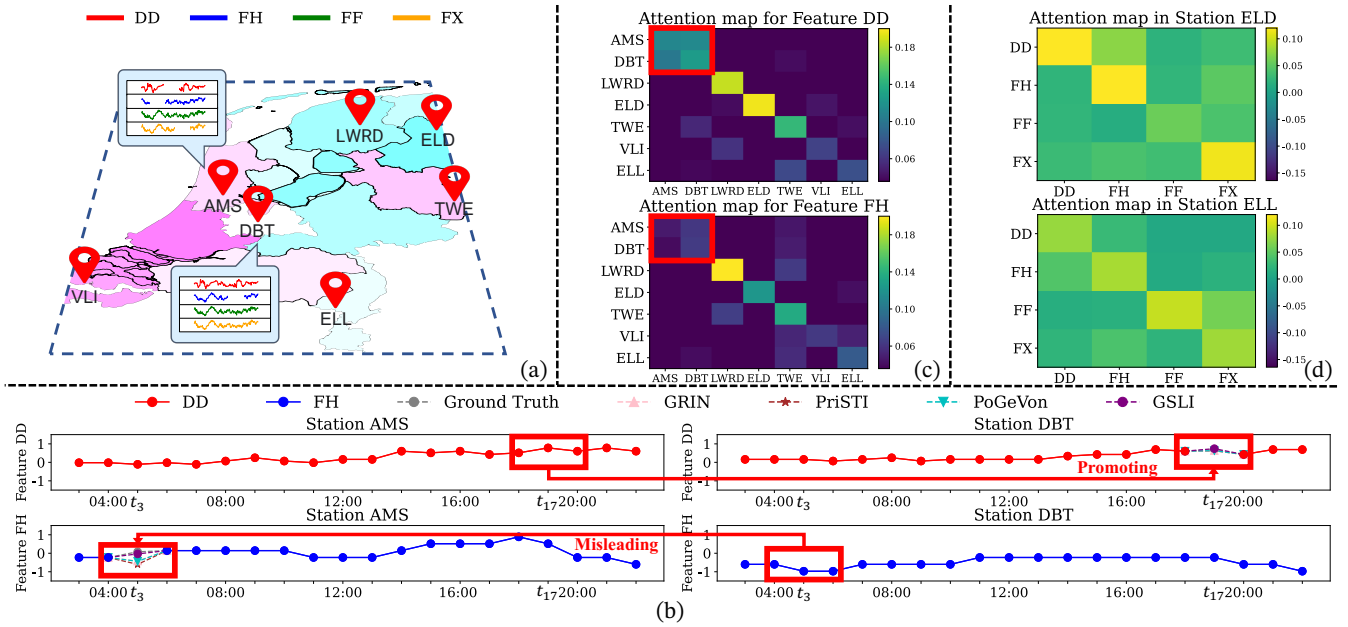 DD FH FF FX
LWRD
ELD
AMS
TWE
DBT
VLI
ELL
(a)
Attention map for Feature DD
AMS
DBT
LWRD
ELD
TWE
VLI
ELL
AMS DBT LWRD ELD TWE VLI ELL
0.18
0.14
0.10
0.06
Attention map for Feature FH
AMS
DBT
LWRD
ELD
TWE
VLI
ELL
AMS DBT LWRD ELD TWE VLI ELL
0.18
0.14
0.10
0.06
(c)
Attention map in Station ELD
DD
FH
FF
FX
DD FH FF FX
0.10
0.05
0.00
-0.05
-0.10
-0.15
Attention map in Station ELL
DD
FH
FF
FX
DD FH FF FX
0.10
0.05
0.00
-0.05
-0.10
-0.15
(d)
DD FH Ground Truth GRIN PriSTI PoGeVon GSLI
Station AMS
Feature DD
1
0
-1
04:00 t3 08:00 12:00 16:00 t17 20:00
Station DBT
Feature DD
1
0
-1
Promoting
04:00 t3 08:00 12:00 16:00 t17 20:00
Station AMS
Feature FH
1
0
-1
Misleading
04:00 t3 08:00 12:00 16:00 t17 20:00
Station DBT
Feature FH
1
0
-1
04:00 t3 08:00 12:00 16:00 t17 20:00
(b)